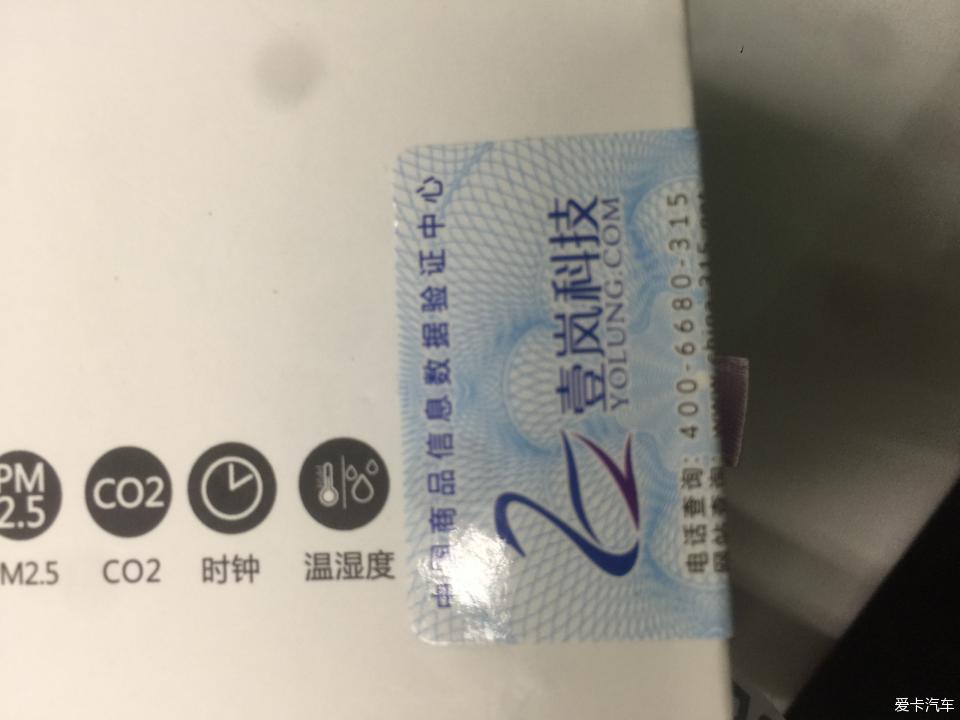 PM
2.5
CO2
M2.5
CO2
时钟
温湿度
中国商品信息数据验证中心
壹岚科技
YOLUNG.COM
电话查询: 400-6680-315
爱卡汽车